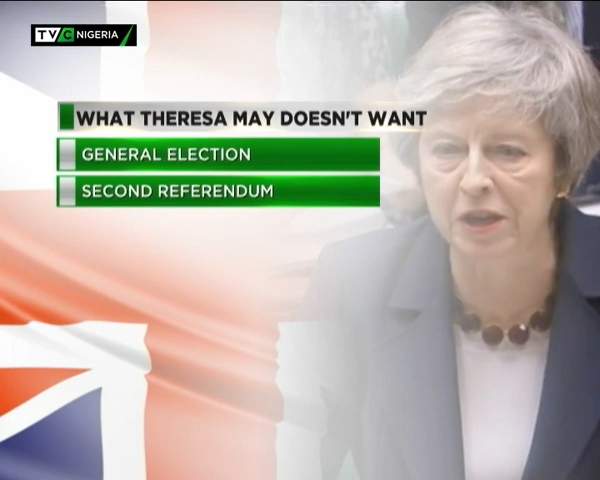 TVC NIGERIA
WHAT THERESA MAY DOESN'T WANT
GENERAL ELECTION
SECOND REFERENDUM